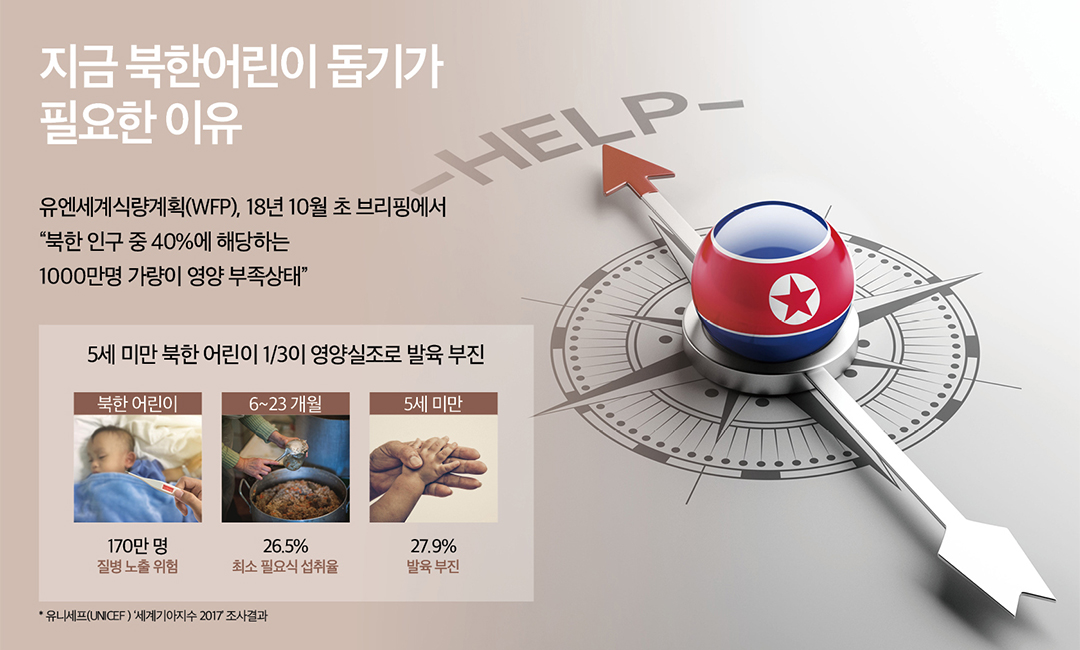 지금 북한어린이 돕기가
필요한 이유
-HELP-
유엔세계식량계획(WFP), 18년 10월 초 브리핑에서
“북한 인구 중 40%에 해당하는
1000만명 가량이 영양 부족상태”
5세 미만 북한 어린이 1/3이 영양실조로 발육 부진
북한 어린이
170만 명
질병 노출 위험
6~23 개월
26.5%
최소 필요식 섭취율
5세 미만
27.9%
발육 부진
* 유니세프(UNICEF ) ‘세계기아지수 2017’ 조사결과